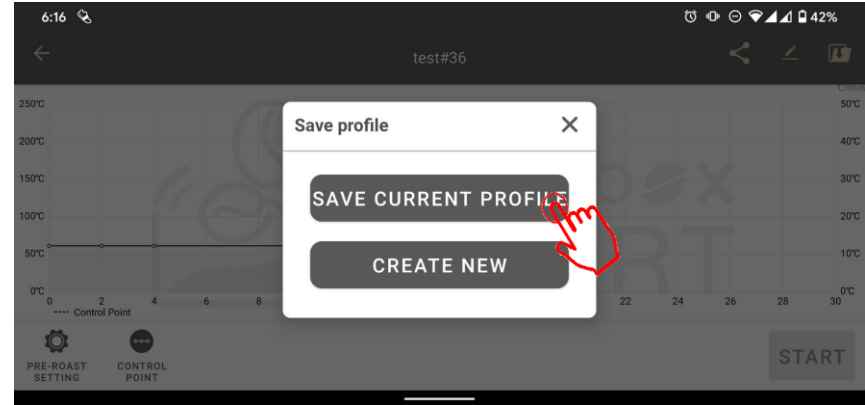 6:16
42%
test#36
℃/min
250℃
200℃
150℃
100℃
50℃
0℃
50℃
40℃
30℃
20℃
10℃
0℃
Save profile
SAVE CURRENT PROFILE
CREATE NEW
0 2 4 6 8 22 24 26 28 30
---- Control Point
PRE-ROAST
SETTING
CONTROL
POINT
START